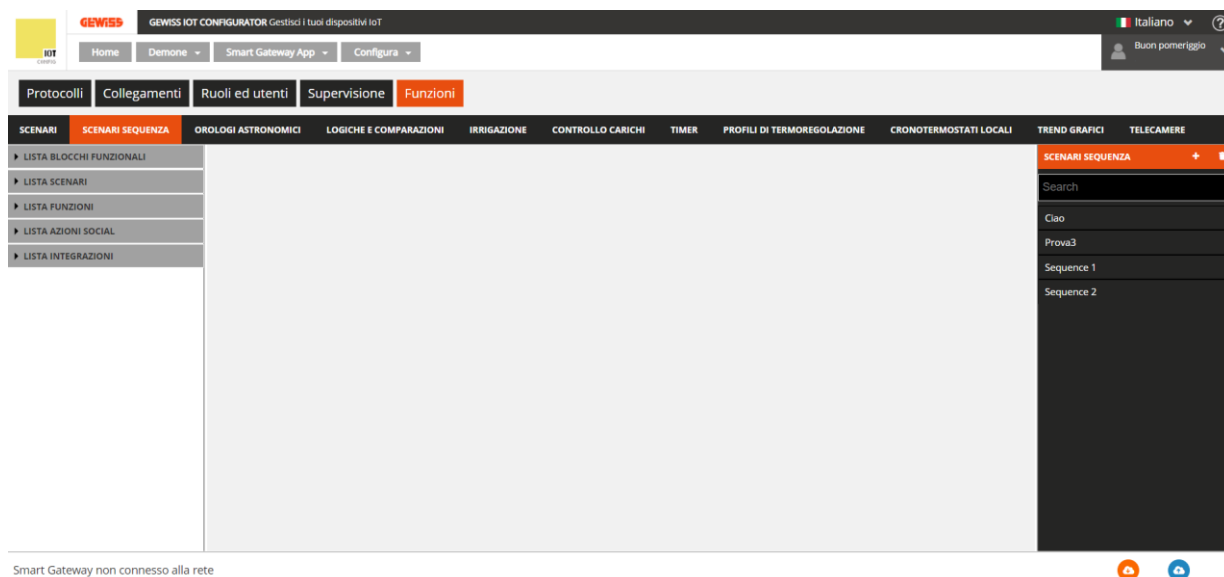 GEWISS GEWISS IOT CONFIGURATOR Gestisci i tuoi dispositivi IoT Italiano ?
IOT
CONFIG
Home Demone Smart Gateway App Configura Buon pomeriggio
Protocolli Collegamenti Ruoli ed utenti Supervisione Funzioni
SCENARI SCENARI SEQUENZA OROLOGI ASTRONOMICI LOGICHE E COMPARAZIONI IRRIGAZIONE CONTROLLO CARICHI TIMER PROFILI DI TERMOREGOLAZIONE CRONOTERMOSTATI LOCALI TREND GRAFICI TELECAMERE
LISTA BLOCCHI FUNZIONALI
LISTA SCENARI
LISTA FUNZIONI
LISTA AZIONI SOCIAL
LISTA INTEGRAZIONI
SCENARI SEQUENZA +
Search
Ciao
Prova3
Sequence 1
Sequence 2
Smart Gateway non connesso alla rete